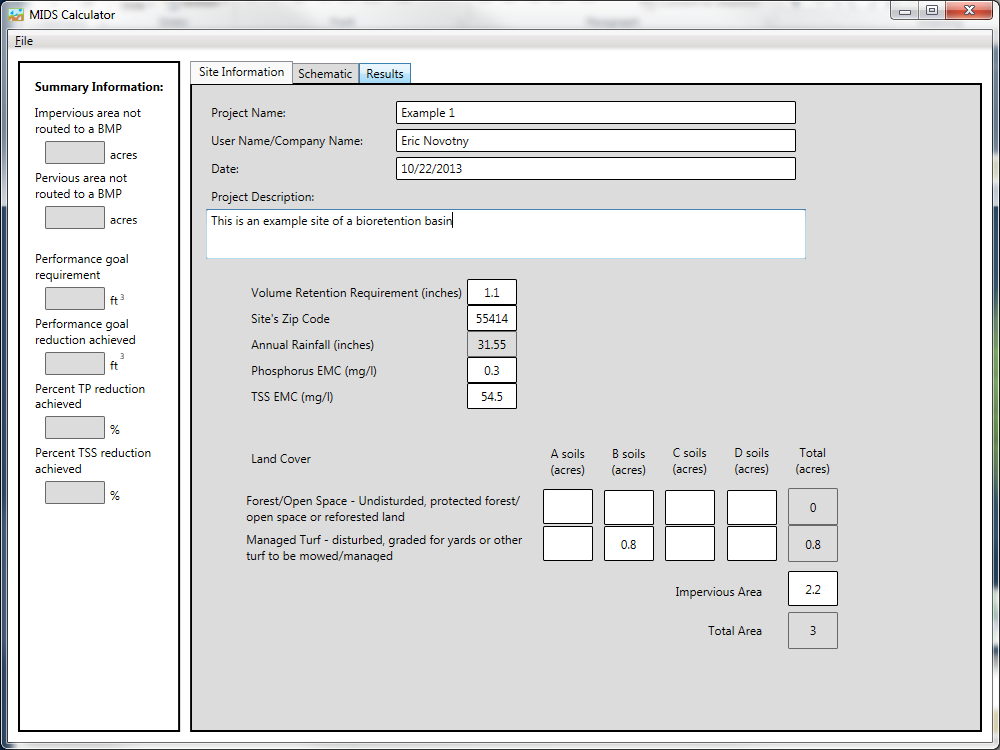 MIDS Calculator
File
Summary Information:
Impervious area not
routed to a BMP
acres
Pervious area not
routed to a BMP
acres
Performance goal
requirement
ft 3
Performance goal
reduction achieved
ft 3
Percent TP reduction
achieved
%
Percent TSS reduction
achieved
%
Site Information Schematic Results
Project Name: Example 1
User Name/Company Name: Eric Novotny
Date: 10/22/2013
Project Description:
This is an example site of a bioretention basin
Volume Retention Requirement (inches) 1.1
Site's Zip Code 55414
Annual Rainfall (inches) 31.55
Phosphorus EMC (mg/l) 0.3
TSS EMC (mg/l) 54.5
Land Cover
A soils (acres)
B soils (acres)
C soils (acres)
D soils (acres)
Total (acres)
Forest/Open Space - Undisturded, protected forest/
open space or reforested land
0
Managed Turf - disturbed, graded for yards or other
turf to be mowed/managed
0.8 0.8
Impervious Area 2.2
Total Area 3